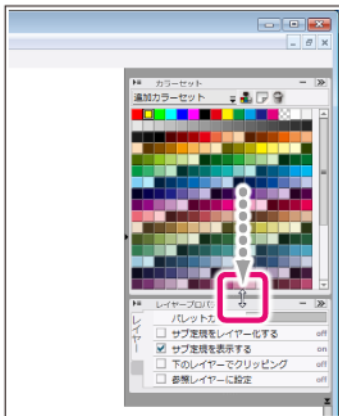 カラーセット
追加カラーセット
レイヤープロパ
レイヤー
パレットカ
サブ定規をレイヤー化する off
サブ定規を表示する on
下のレイヤーでクリッピング off
参照レイヤーに設定 off